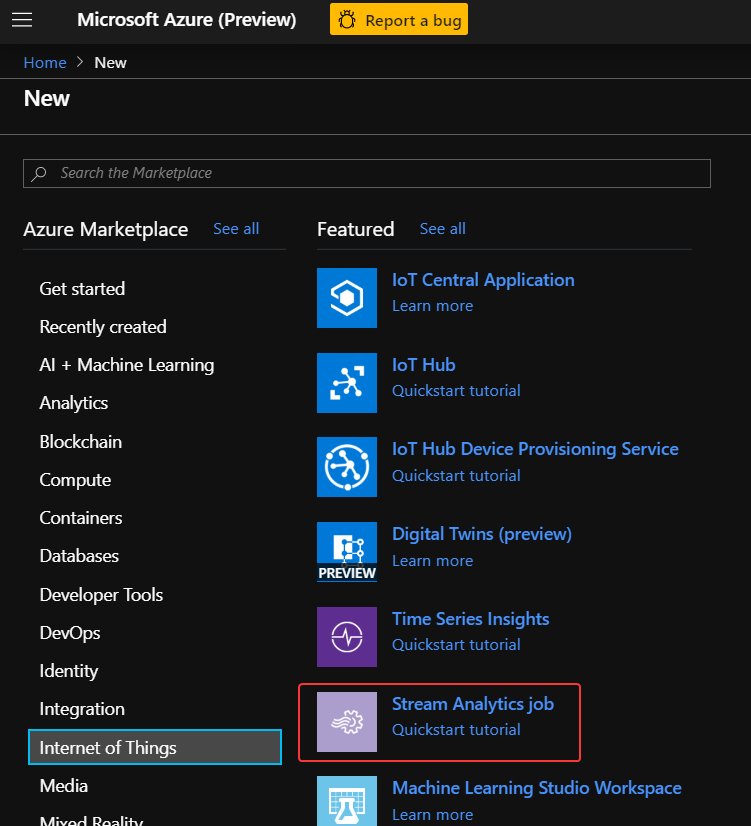 Microsoft Azure (Preview)
Report a bug
Home > New
New
Search the Marketplace
Azure Marketplace See all
Get started
Recently created
AI + Machine Learning
Analytics
Blockchain
Compute
Containers
Databases
Developer Tools
DevOps
Identity
Integration
Internet of Things
Media
Mixed Reality
Featured See all
IoT Central Application
Learn more
IoT Hub
Quickstart tutorial
IoT Hub Device Provisioning Service
Quickstart tutorial
PREVIEW
Digital Twins (preview)
Learn more
Time Series Insights
Quickstart tutorial
Stream Analytics job
Quickstart tutorial
Machine Learning Studio Workspace
Learn more